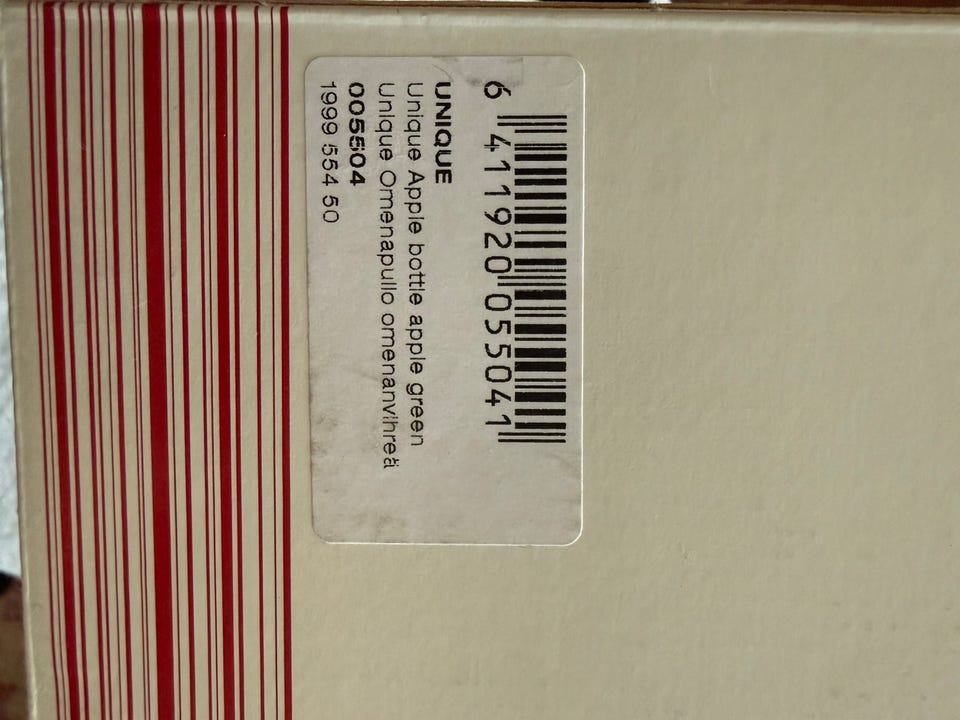 6 411920 055041
UNIQUE
Unique Apple bottle apple green
Unique Omenapullo omenanvihreä
005504
1999 554 50